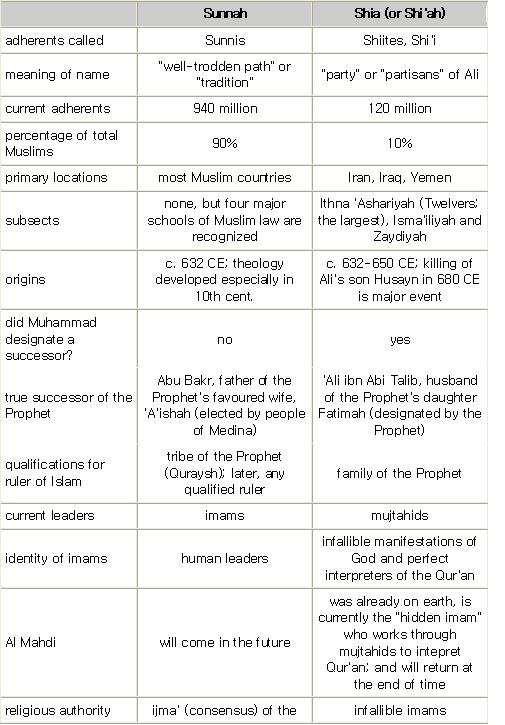 Sunnah Shia (or Shi'ah)
adherents called Sunnis Shiites, Shi'i
meaning of name "well-trodden path" or "tradition" "party" or "partisans" of Ali
current adherents 940 million 120 million
percentage of total Muslims 90% 10%
primary locations most Muslim countries Iran, Iraq, Yemen
subsects none, but four major schools of Muslim law are recognized Ithna 'Ashariyah (Twelvers; the largest), Isma'iliyah and Zaydiyah
origins c. 632 CE; theology developed especially in 10th cent. c. 632-650 CE; killing of Ali's son Husayn in 680 CE is major event
did Muhammad designate a successor? no yes
true successor of the Prophet Abu Bakr, father of the Prophet's favoured wife, 'A'ishah (elected by people of Medina) 'Ali ibn Abi Talib, husband of the Prophet's daughter Fatimah (designated by the Prophet)
qualifications for ruler of Islam tribe of the Prophet (Quraysh); later, any qualified ruler family of the Prophet
current leaders imams mujtahids
identity of imams human leaders infallible manifestations of God and perfect interpreters of the Qur'an
Al Mahdi will come in the future was already on earth, is currently the "hidden imam" who works through mujtahids to intepret Qur'an; and will return at the end of time
religious authority ijma' (consensus) of the infallible imams